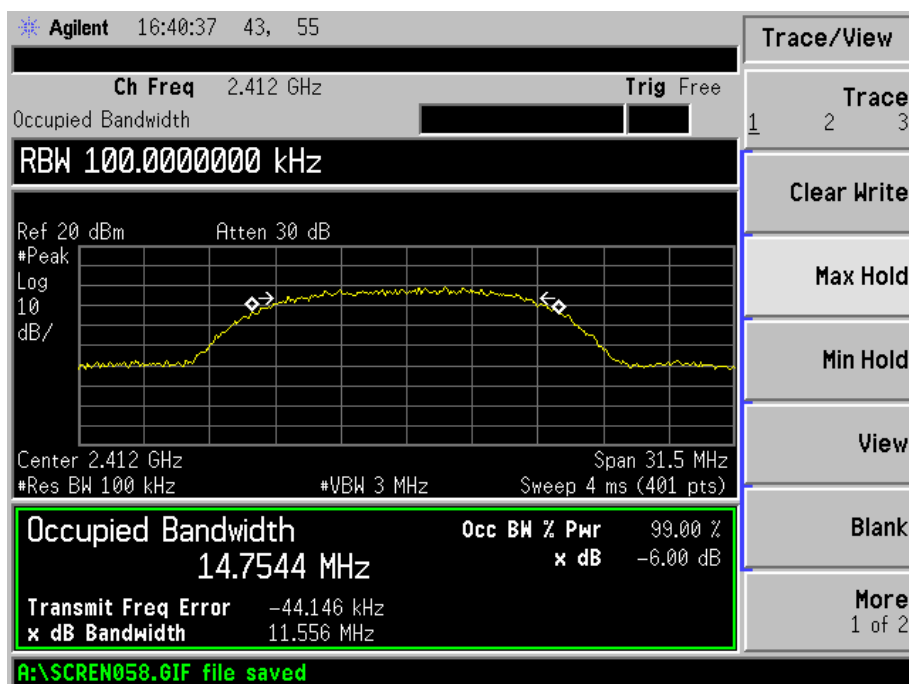 Agilent 16:40:37 43, 55
Trace/View
Ch Freq 2.412 GHz Trig Free
Occupied Bandwidth
Trace
1 2 3
RBW 100.0000000 kHz
Clear Write
Ref 20 dBm Atten 30 dB
#Peak
Log
10
dB/
Max Hold
Min Hold
View
Center 2.412 GHz Span 31.5 MHz
#Res BW 100 kHz #VBW 3 MHz Sweep 4 ms (401 pts)
Occupied Bandwidth
14.7544 MHz
Occ BW % Pwr 99.00 %
x dB -6.00 dB
Blank
Transmit Freq Error -44.146 kHz
x dB Bandwidth 11.556 MHz
More
1 of 2
A:\SCREN058.GIF file saved